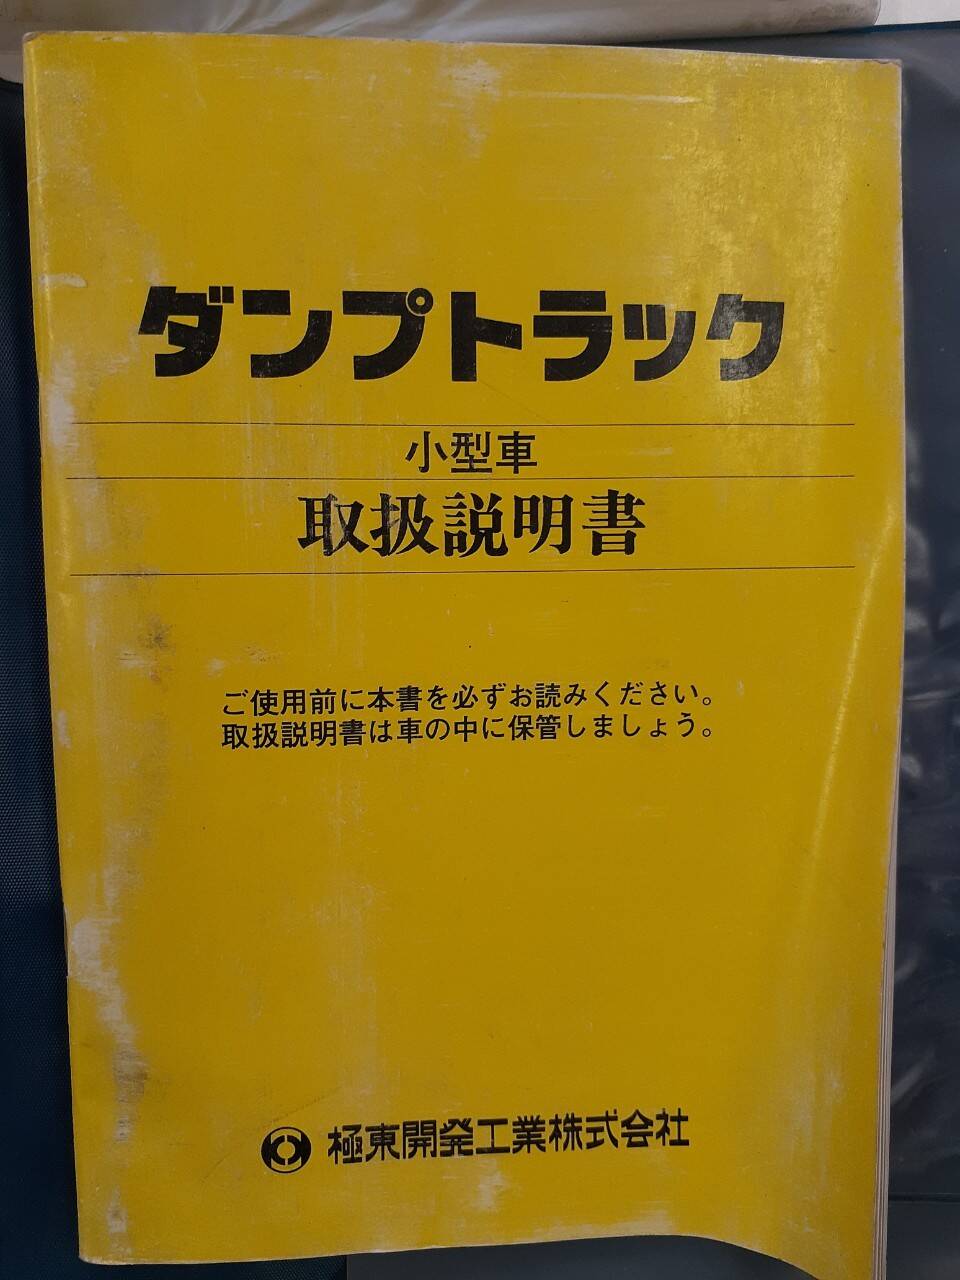 ダンプトラック
小型車
取扱説明書
ご使用前に本書を必ずお読みください。
取扱説明書は車の中に保管しましょう。
極東開発工業株式会社